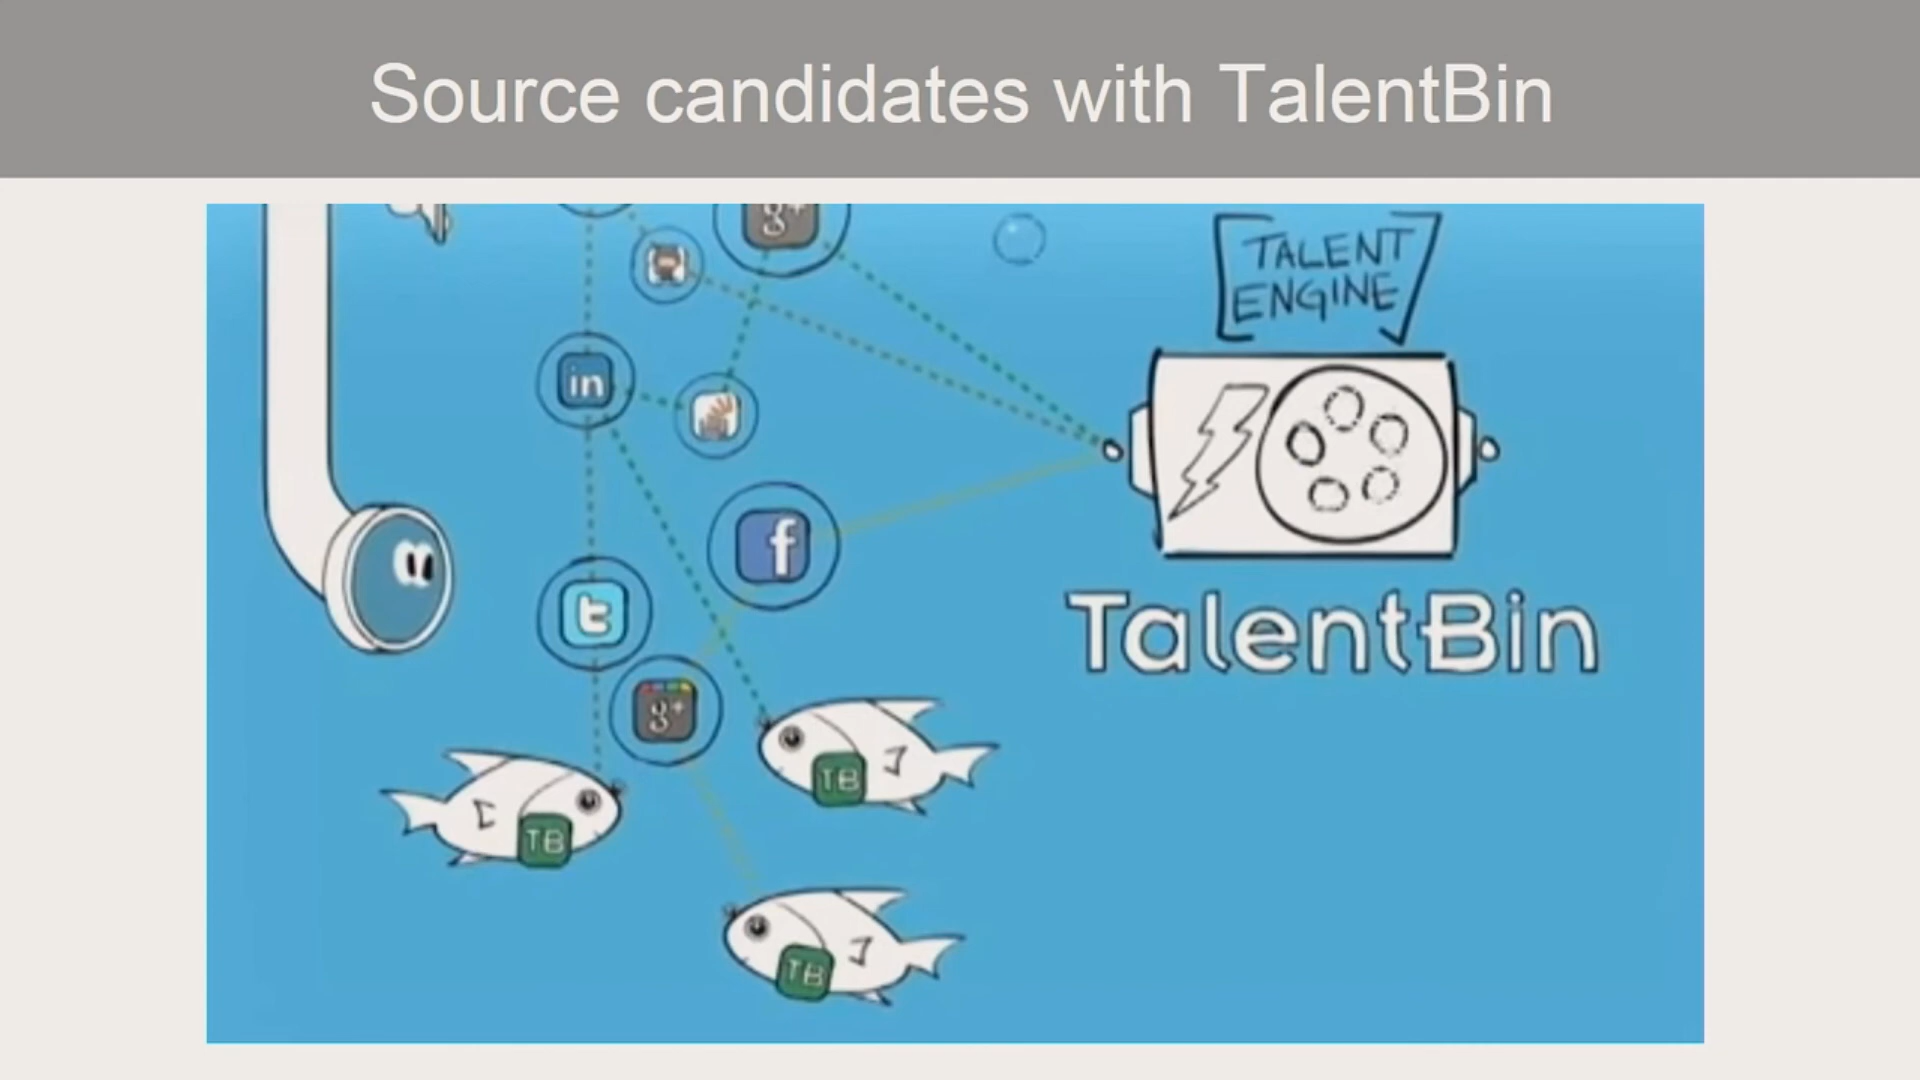 Source candidates with TalentBin
g+
TALENT
ENGINE
in
f
TalentBin
t
g+
TB
TB
TB